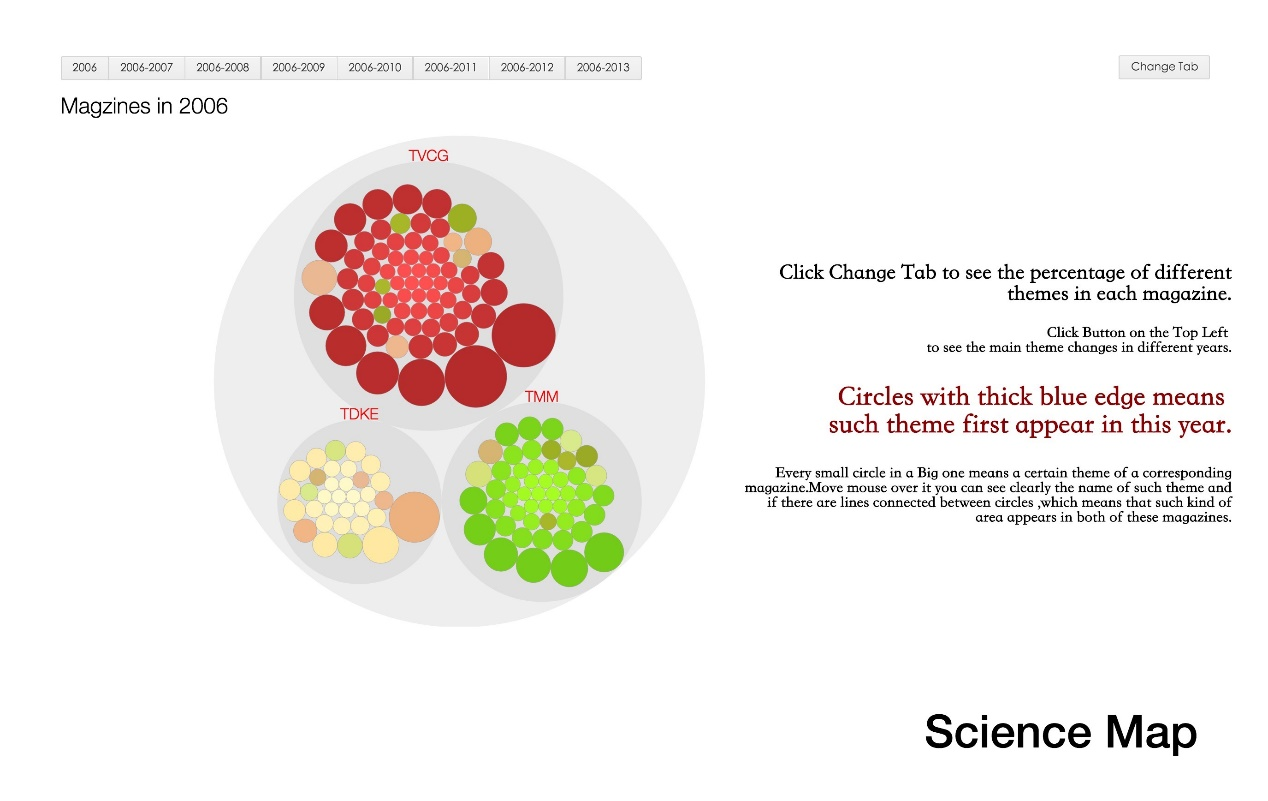 2006
2006-2007
2006-2008
2006-2009
2006-2010
2006-2011
2006-2012
2006-2013
Change Tab
Magzines in 2006
TVCG
TDKE
TMM
Click Change Tab to see the percentage of different
themes in each magazine.
Click Button on the Top Left
to see the main theme changes in different years.
Circles with thick blue edge means
such theme first appear in this year.
Every small circle in a Big one means a certain theme of a corresponding
magazine.Move mouse over it you can see clearly the name of such theme and
if there are lines connected between circles ,which means that such kind of
area appears in both of these magazines.
Science Map